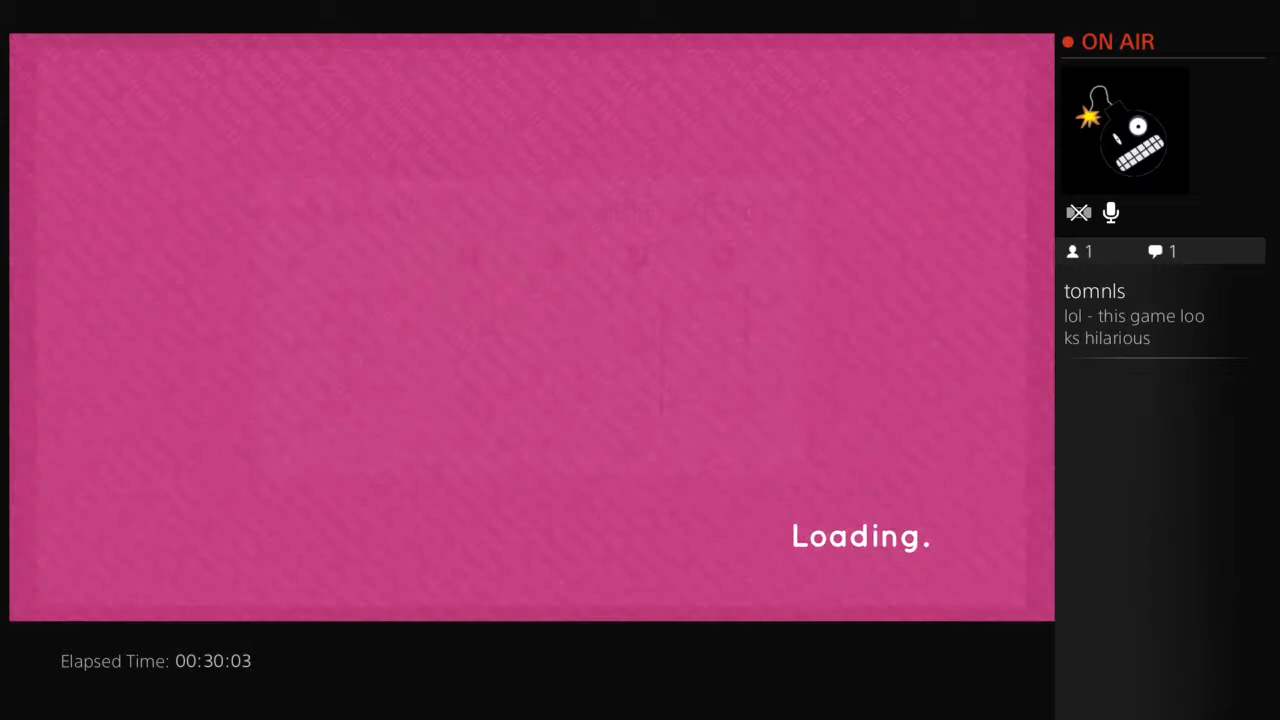 ON AIR
1 1
tomnls
lol - this game loo
ks hilarious
Loading.
Elapsed Time: 00:30:03